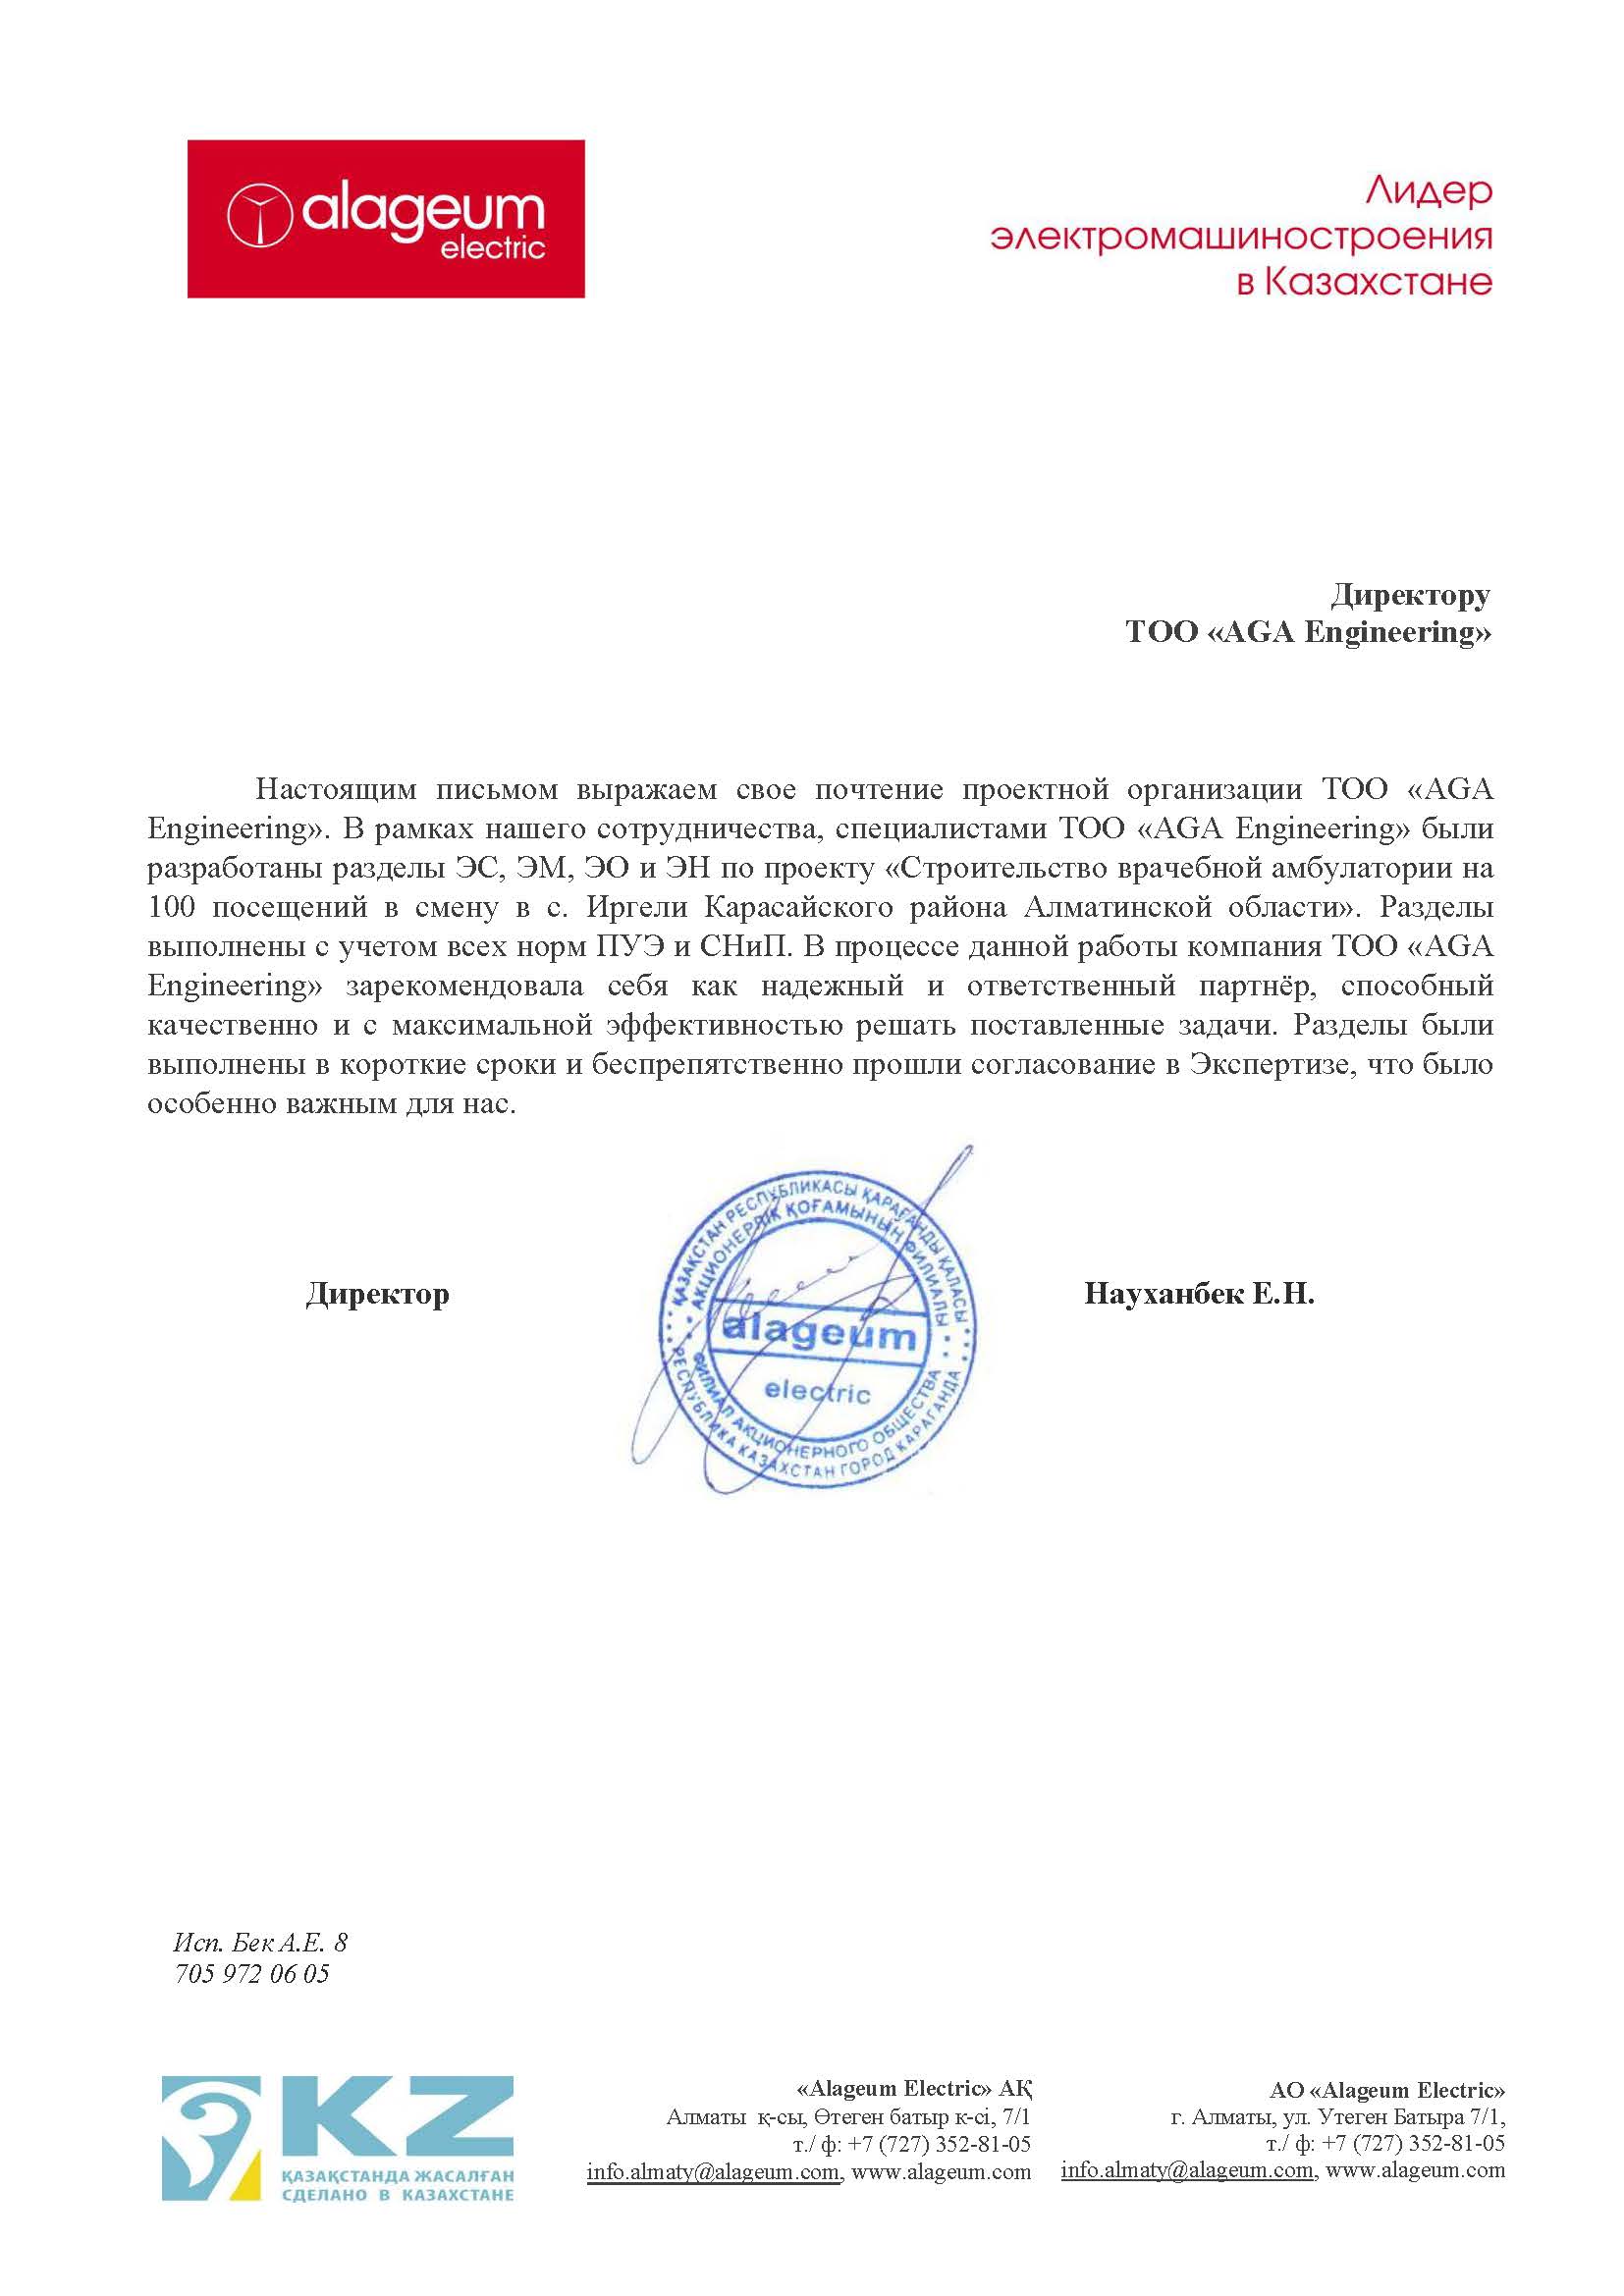 alageum
electric
Лидер
электромашиностроения
в Казахстане
Директору
ТОО «AGA Engineering»
Настоящим письмом выражаем свое почтение проектной организации ТОО «AGA
Engineering». В рамках нашего сотрудничества, специалистами ТОО «AGA Engineering» были
разработаны разделы ЭС, ЭМ, ЭО и ЭН по проекту «Строительство врачебной амбулатории на
100 посещений в смену в с. Иргели Карасайского района Алматинской области». Разделы
выполнены с учетом всех норм ПУЭ и СНиП. В процессе данной работы компания ТОО «AGA
Engineering» зарекомендовала себя как надежный и ответственный партнёр, способный
качественно и с максимальной эффективностью решать поставленные задачи. Разделы были
выполнены в короткие сроки и беспрепятственно прошли согласование в Экспертизе, что было
особенно важным для нас.
Директор
ҚАЗАҚСТАН РЕСПУБЛИКАСЫ ҚАРАҒАНДЫ ҚАЛАСЫ
АКЦИОНЕРЛІК ҚОҒАМЫНЫҢ ФИЛИАЛЫ
alageum
electric
ФИЛИАЛ АКЦИОНЕРНОГО ОБЩЕСТВА
РЕСПУБЛИКА КАЗАХСТАН ГОРОД КАРАГАНДА
Науханбек Е.Н.
Исп. Бек А.Е. 8
705 972 06 05
KZ
ҚАЗАҚСТАНДА ЖАСАЛҒАН
СДЕЛАНО В КАЗАХСТАНЕ
«Alageum Electric» АҚ
Алматы қ-сы, Өтеген батыр к-сі, 7/1
т./ ф: +7 (727) 352-81-05
info.almaty@alageum.com, www.alageum.com
АО «Alageum Electric»
г. Алматы, ул. Утеген Батыра 7/1,
т./ ф: +7 (727) 352-81-05
info.almaty@alageum.com, www.alageum.com